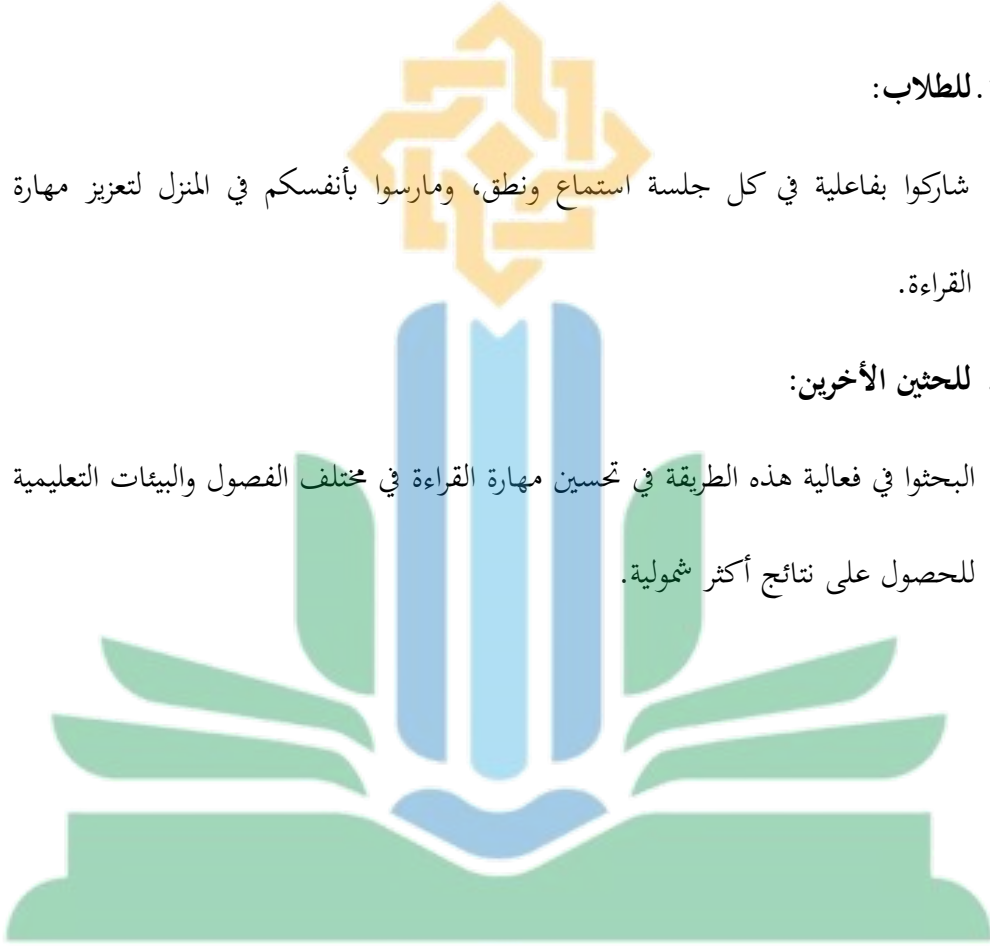 .للطلاب:
شاركوا بفاعلية في كل جلسة استماع ونطق، ومارسوا بأنفسكم في المنزل لتعزيز مهارة
القراءة.
للحثين الأخرين:
البحثوا في فعالية هذه الطريقة في تحسين مهارة القراءة في مختلف الفصول والبيئات التعليمية
للحصول على نتائج أكثر شمولية.